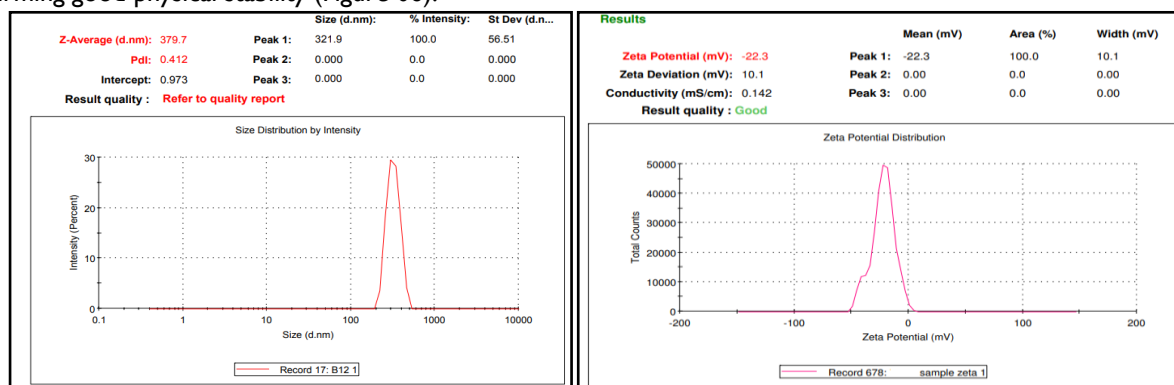 Size (d.nm): % Intensity: St Dev (d.n...
Z-Average (d.nm): 379.7 Peak 1: 321.9 100.0 56.51
PdI: 0.412 Peak 2: 0.000 0.0 0.000
Intercept: 0.973 Peak 3: 0.000 0.0 0.000
Result quality : Refer to quality report
Size Distribution by Intensity
30
20
10
0
Intensity (Percent)
0.1 1 10 100 1000 10000
Size (d.nm)
Record 17: B12 1
Results
Mean (mV) Area (%) Width (mV)
Zeta Potential (mV): -22.3 Peak 1: -22.3 100.0 10.1
Zeta Deviation (mV): 10.1 Peak 2: 0.00 0.0 0.00
Conductivity (mS/cm): 0.142 Peak 3: 0.00 0.0 0.00
Result quality : Good
Zeta Potential Distribution
50000
40000
30000
20000
10000
0
Total Counts
-200 -100 0 100 200
Zeta Potential (mV)
Record 678: sample zeta 1